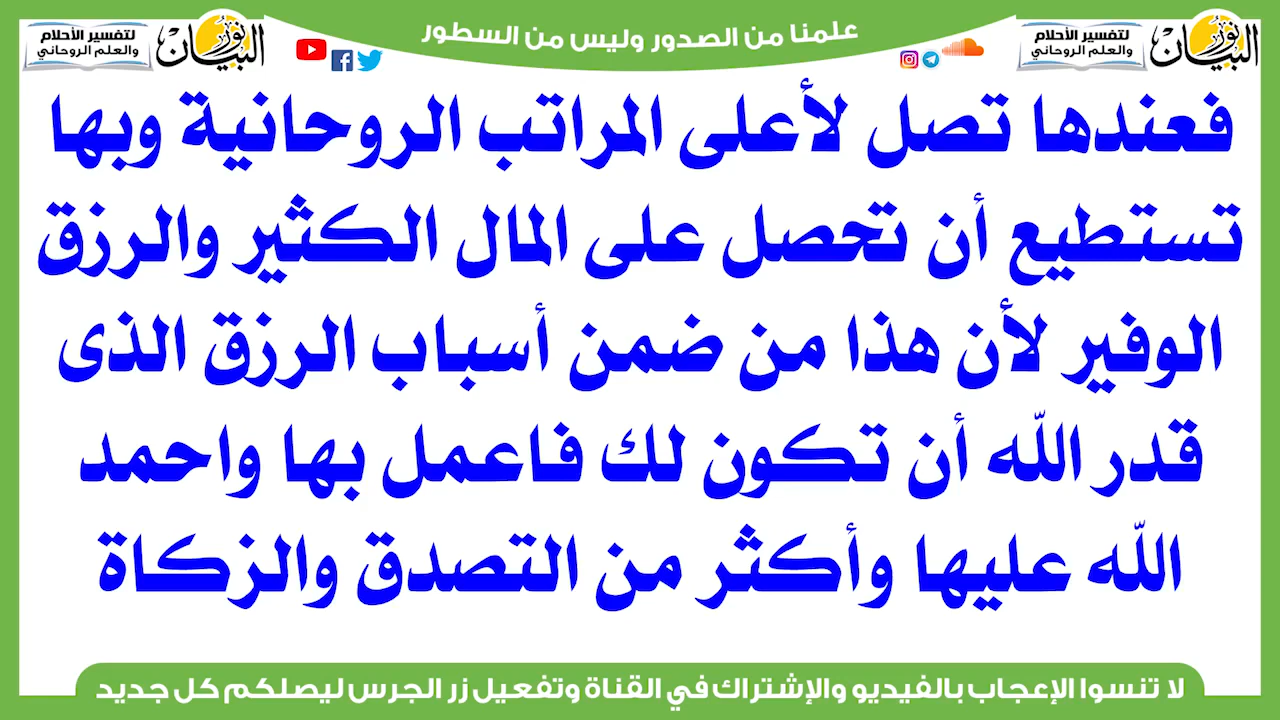 علمنا من الصدور وليس من السطور
نور البيان
لتفسير الأحلام
والعلم الروحاني
نور البيان
لتفسير الأحلام
والعلم الروحاني
فعندها تصل لأعلى المراتب الروحانية وبها
تستطيع أن تحصل على المال الكثير والرزق
الوفير لأن هذا من ضمن أسباب الرزق الذى
قدر الله أن تكون لك فاعمل بها واحمد
الله عليها وأكثر من التصدق والزكاة
لا تنسوا الإعجاب بالفيديو والإشتراك في القناة وتفعيل زر الجرس ليصلكم كل جديد